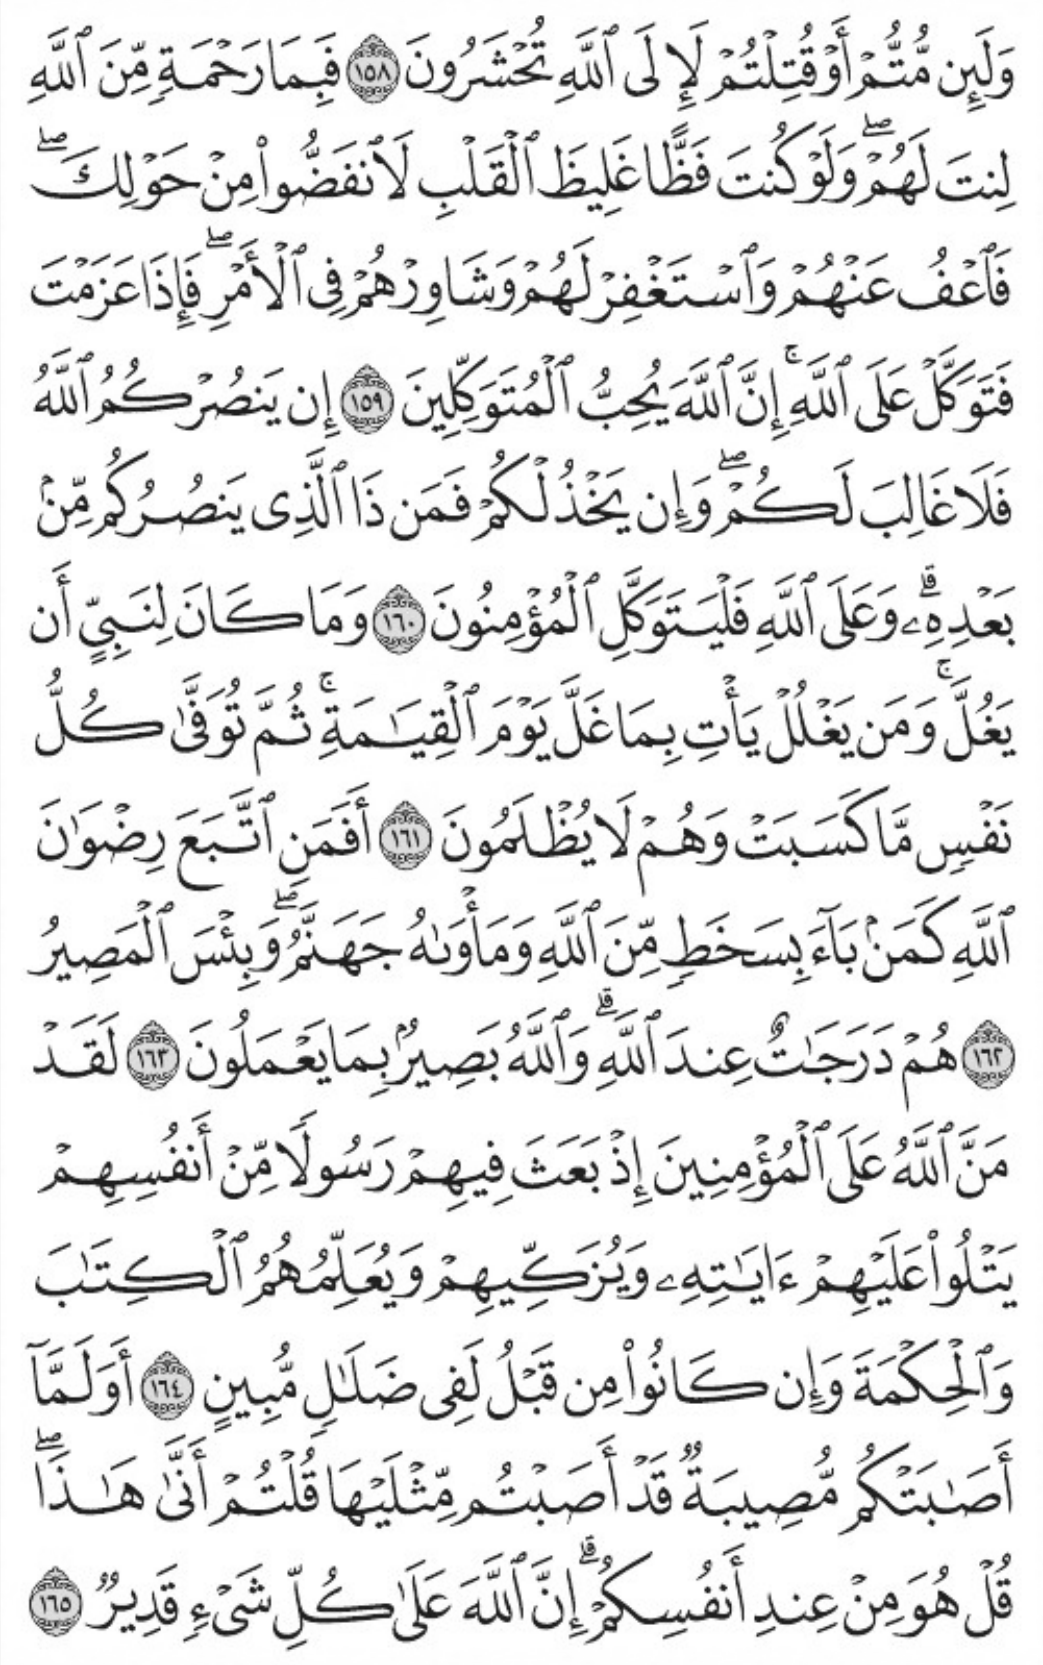 وَلَئِن مُّتُّمۡ أَوۡ قُتِلۡتُمۡ لَإِلَى ٱللَّهِ تُحۡشَرُونَ ١٥٨ فَبِمَا رَحۡمَةٖ مِّنَ ٱللَّهِ
لِنتَ لَهُمۡۖ وَلَوۡ كُنتَ فَظًّا غَلِيظَ ٱلۡقَلۡبِ لَٱنفَضُّواْ مِنۡ حَوۡلِكَۖ
فَٱعۡفُ عَنۡهُمۡ وَٱسۡتَغۡفِرۡ لَهُمۡ وَشَاوِرۡهُمۡ فِي ٱلۡأَمۡرِۖ فَإِذَا عَزَمۡتَ
فَتَوَكَّلۡ عَلَى ٱللَّهِۚ إِنَّ ٱللَّهَ يُحِبُّ ٱلۡمُتَوَكِّلِينَ ١٥٩ إِن يَنصُرۡكُمُ ٱللَّهُ
فَلَا غَالِبَ لَكُمۡۖ وَإِن يَخۡذُلۡكُمۡ فَمَن ذَا ٱلَّذِي يَنصُرُكُم مِّنۢ
بَعۡدِهِۦۗ وَعَلَى ٱللَّهِ فَلۡيَتَوَكَّلِ ٱلۡمُؤۡمِنُونَ ١٦٠ وَمَا كَانَ لِنَبِيٍّ أَن
يَغُلَّۚ وَمَن يَغۡلُلۡ يَأۡتِ بِمَا غَلَّ يَوۡمَ ٱلۡقِيَٰمَةِۚ ثُمَّ تُوَفَّىٰ كُلُّ
نَفۡسٖ مَّا كَسَبَتۡ وَهُمۡ لَا يُظۡلَمُونَ ١٦١ أَفَمَنِ ٱتَّبَعَ رِضۡوَٰنَ
ٱللَّهِ كَمَنۢ بَآءَ بِسَخَطٖ مِّنَ ٱللَّهِ وَمَأۡوَىٰهُ جَهَنَّمُۖ وَبِئۡسَ ٱلۡمَصِيرُ
١٦٢ هُمۡ دَرَجَٰتٌ عِندَ ٱللَّهِۗ وَٱللَّهُ بَصِيرُۢ بِمَا يَعۡمَلُونَ ١٦٣ لَقَدۡ
مَنَّ ٱللَّهُ عَلَى ٱلۡمُؤۡمِنِينَ إِذۡ بَعَثَ فِيهِمۡ رَسُولٗا مِّنۡ أَنفُسِهِمۡ
يَتۡلُواْ عَلَيۡهِمۡ ءَايَٰتِهِۦ وَيُزَكِّيهِمۡ وَيُعَلِّمُهُمُ ٱلۡكِتَٰبَ
وَٱلۡحِكۡمَةَ وَإِن كَانُواْ مِن قَبۡلُ لَفِي ضَلَٰلٖ مُّبِينٍ ١٦٤ أَوَلَمَّآ
أَصَٰبَتۡكُم مُّصِيبَةٞ قَدۡ أَصَبۡتُم مِّثۡلَيۡهَا قُلۡتُمۡ أَنَّىٰ هَٰذَاۖ
قُلۡ هُوَ مِنۡ عِندِ أَنفُسِكُمۡۗ إِنَّ ٱللَّهَ عَلَىٰ كُلِّ شَيۡءٖ قَدِيرٞ ١٦٥